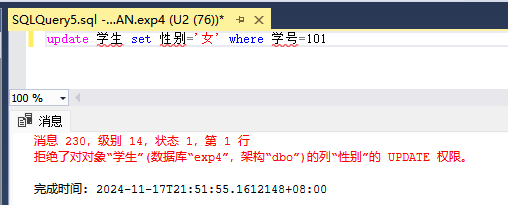 SQLQuery5.sql -...AN.exp4 (U2 (76))*
update 学生 set 性别='女' where 学号=101
100 %
消息
消息 230，级别 14，状态 1，第 1 行
拒绝了对对象“学生”(数据库“exp4”，架构“dbo”)的列“性别”的 UPDATE 权限。
完成时间: 2024-11-17T21:51:55.1612148+08:00